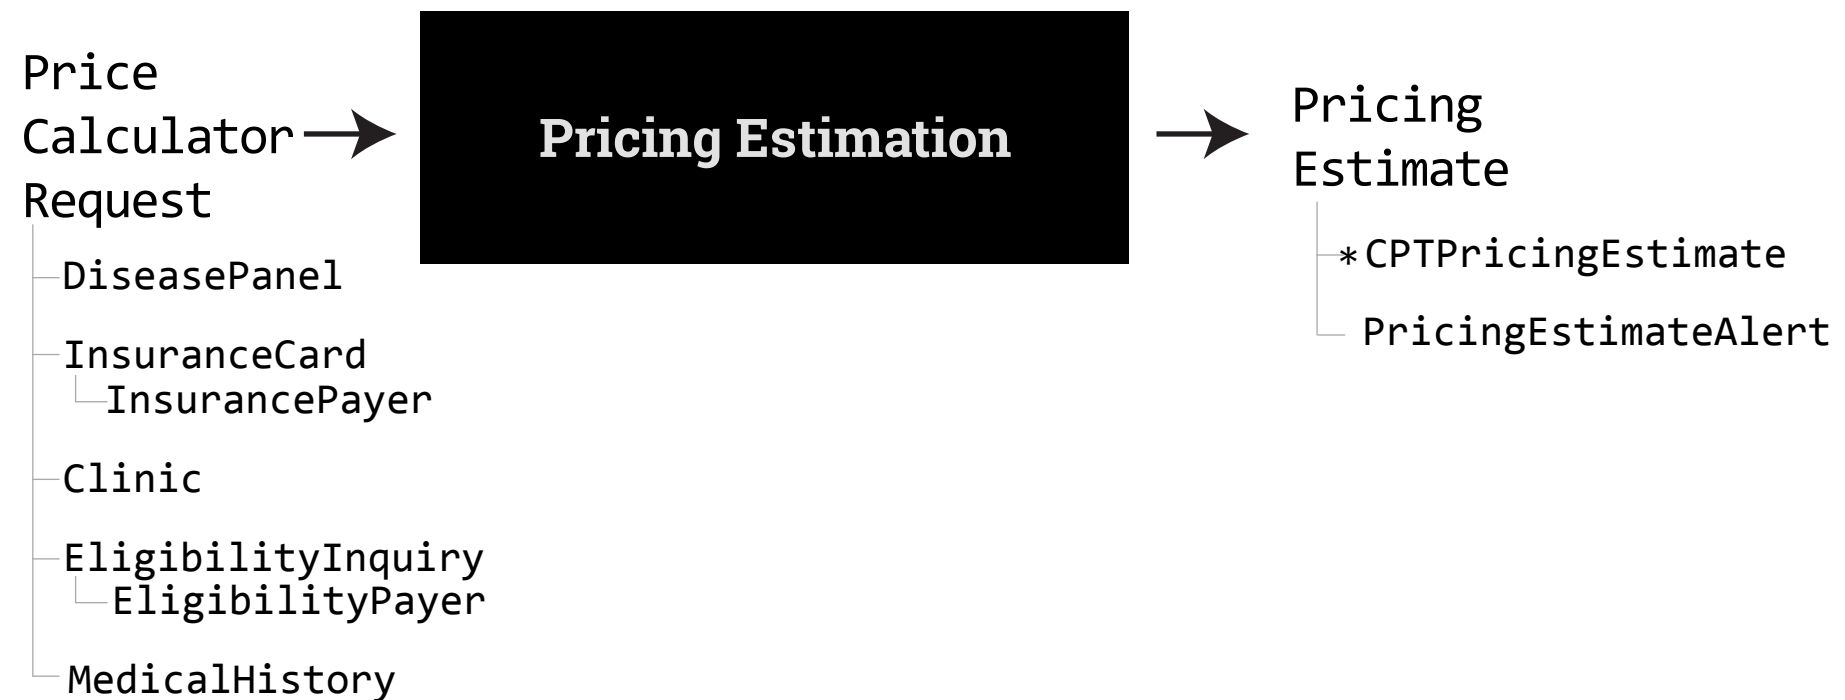 Price
Calculator
Request
DiseasePanel
InsuranceCard
InsurancePayer
Clinic
EligibilityInquiry
EligibilityPayer
MedicalHistory
Pricing Estimation
Pricing
Estimate
*CPTPricingEstimate
PricingEstimateAlert